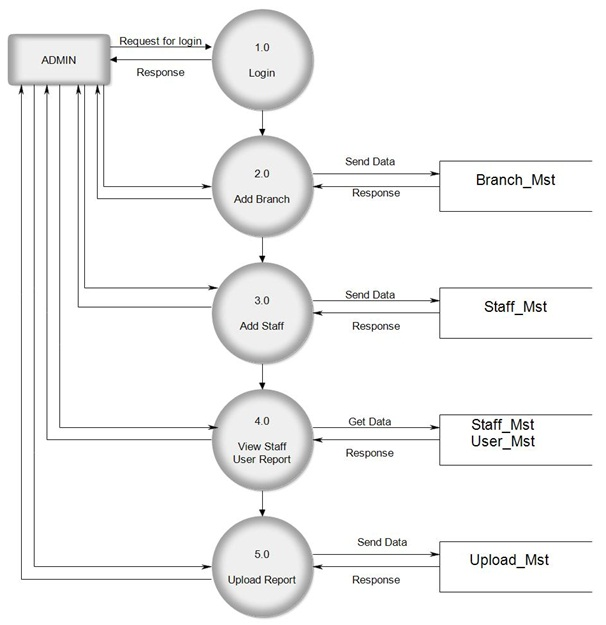 ADMIN
Request for login
Response
1.0
Login
2.0
Add Branch
Send Data
Response
Branch_Mst
3.0
Add Staff
Send Data
Response
Staff_Mst
4.0
View Staff
User Report
Get Data
Response
Staff_Mst
User_Mst
5.0
Upload Report
Send Data
Response
Upload_Mst